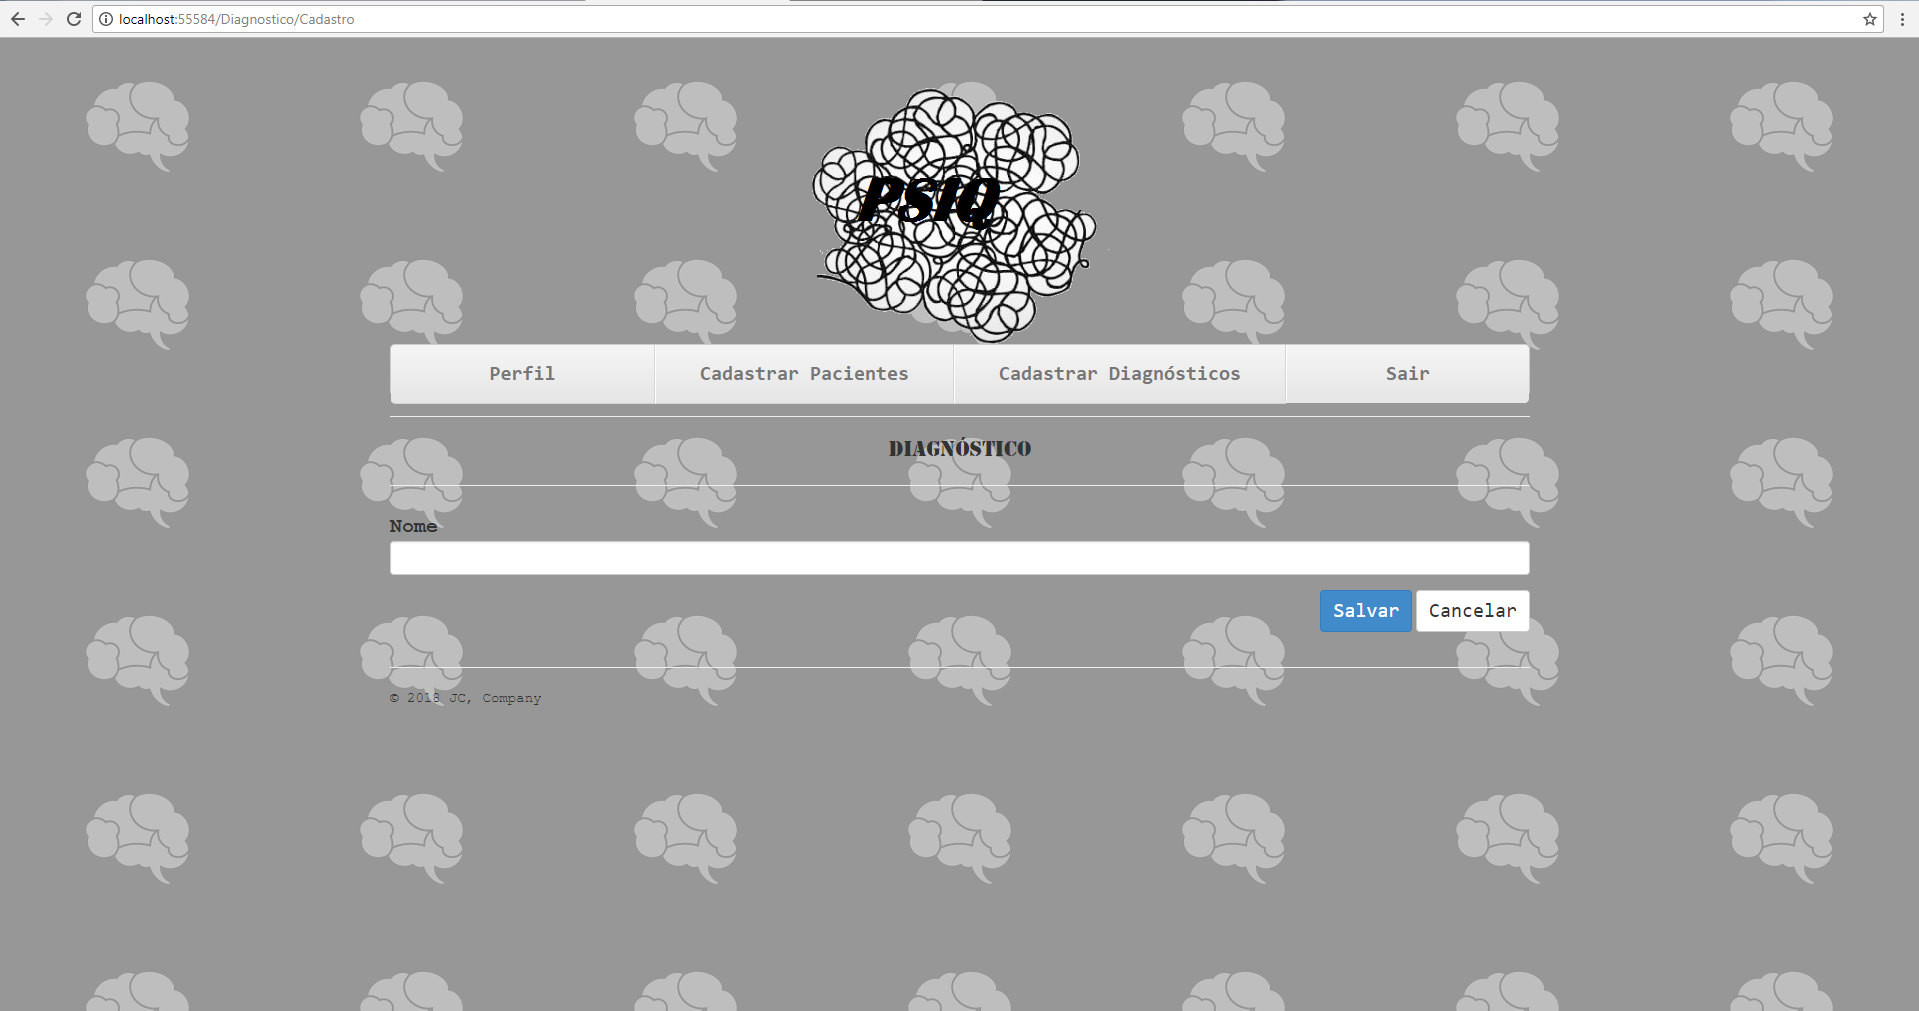 localhost:55584/Diagnostico/Cadastro
PSIQ
Perfil Cadastrar Pacientes Cadastrar Diagnósticos Sair
DIAGNÓSTICO
Nome
Salvar Cancelar
© 2018 JC, Company